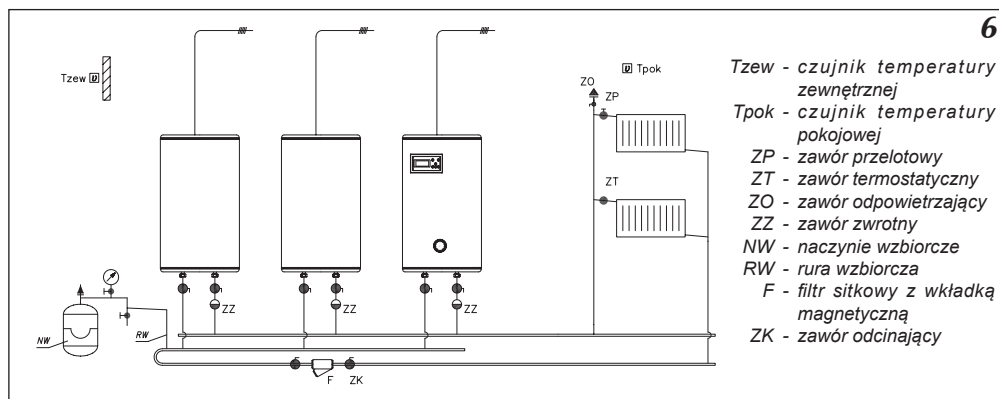 6
Tzew
Tpok
ZO
ZP
ZT
ZZ
ZZ
ZZ
NW
RW
F
ZK
Tzew - czujnik temperatury
zewnętrznej
Tpok - czujnik temperatury
pokojowej
ZP - zawór przelotowy
ZT - zawór termostatyczny
ZO - zawór odpowietrzający
ZZ - zawór zwrotny
NW - naczynie wzbiorcze
RW - rura wzbiorcza
F - filtr sitkowy z wkładką
magnetyczną
ZK - zawór odcinający